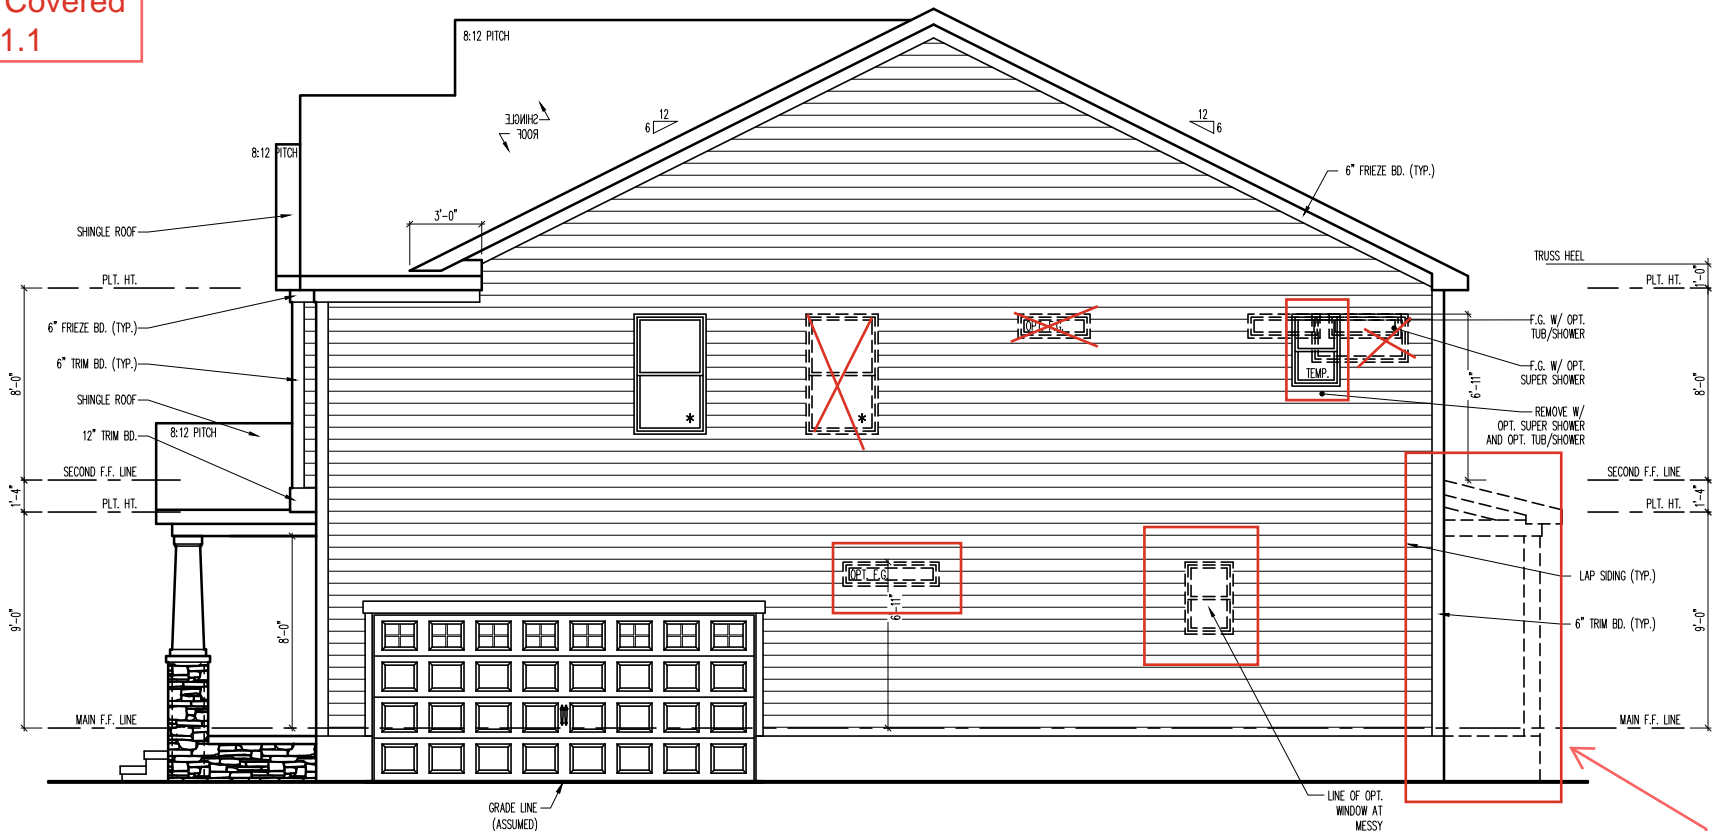 Covered
1.1
8:12 PITCH
SHINGLE
ROOF
12
6
12
6
8:12 PITCH
6" FRIEZE BD. (TYP.)
3'-0"
SHINGLE ROOF
TRUSS HEEL
PLT. HT.
PLT. HT.
1'-0"
6" FRIEZE BD. (TYP.)
OPT. F.G.
F.G. W/ OPT.
TUB/SHOWER
6" TRIM BD. (TYP.)
TEMP.
F.G. W/ OPT.
SUPER SHOWER
8'-0"
6'-11"
8'-0"
SHINGLE ROOF
*
*
REMOVE W/
OPT. SUPER SHOWER
AND OPT. TUB/SHOWER
8:12 PITCH
12" TRIM BD.
SECOND F.F. LINE
SECOND F.F. LINE
1'-4"
1'-4"
PLT. HT.
PLT. HT.
OPT. F.G.
LAP SIDING (TYP.)
6'-11"
9'-0"
8'-0"
6" TRIM BD. (TYP.)
9'-0"
MAIN F.F. LINE
MAIN F.F. LINE
GRADE LINE
(ASSUMED)
LINE OF OPT.
WINDOW AT
MESSY